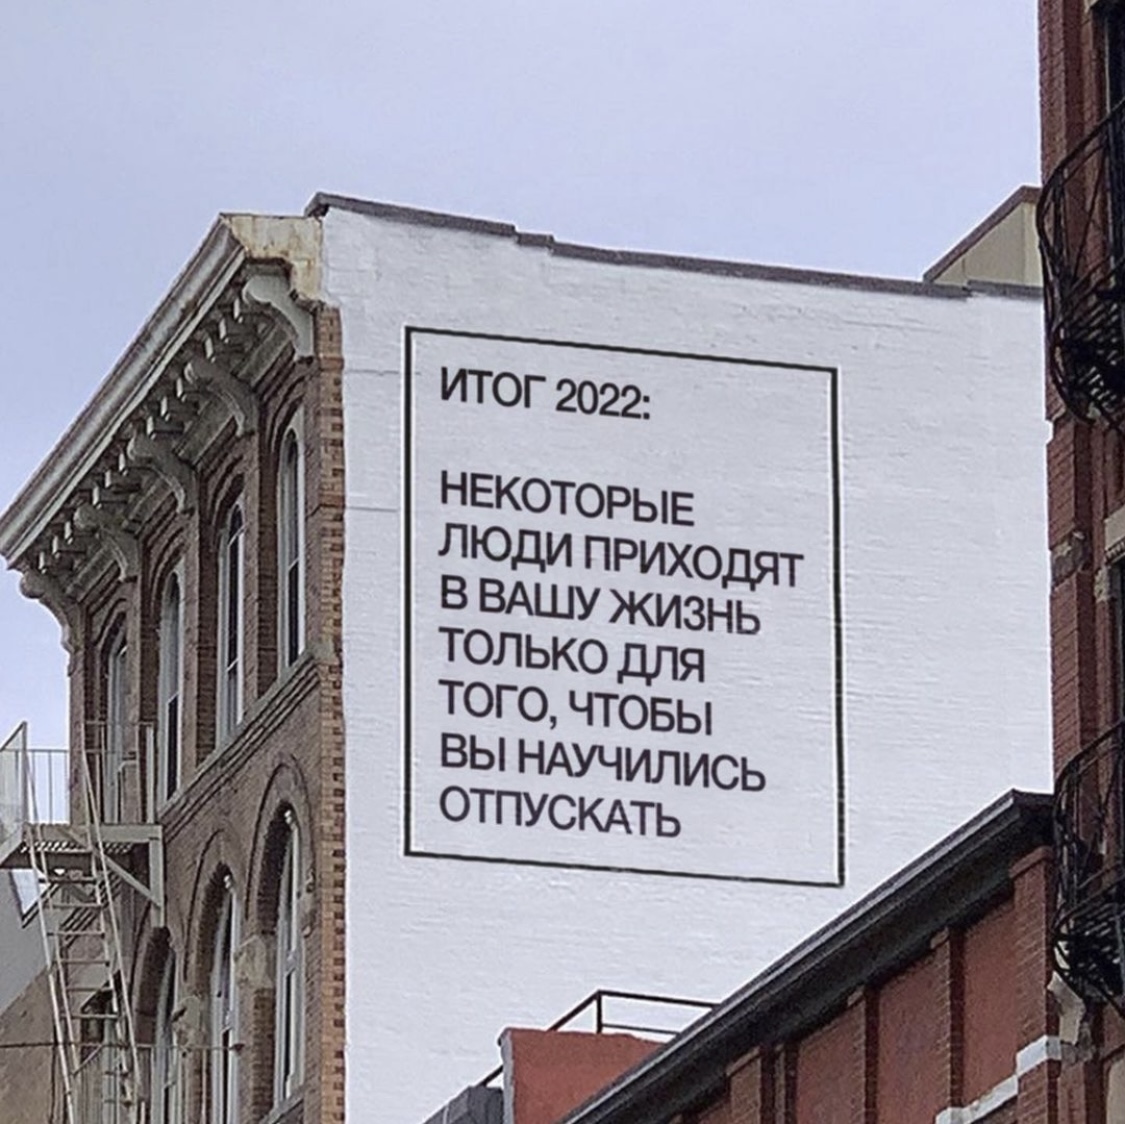 ИТОГ 2022:
НЕКОТОРЫЕ
ЛЮДИ ПРИХОДЯТ
В ВАШУ ЖИЗНЬ
ТОЛЬКО ДЛЯ
ТОГО, ЧТОБЫ
ВЫ НАУЧИЛИСЬ
ОТПУСКАТЬ